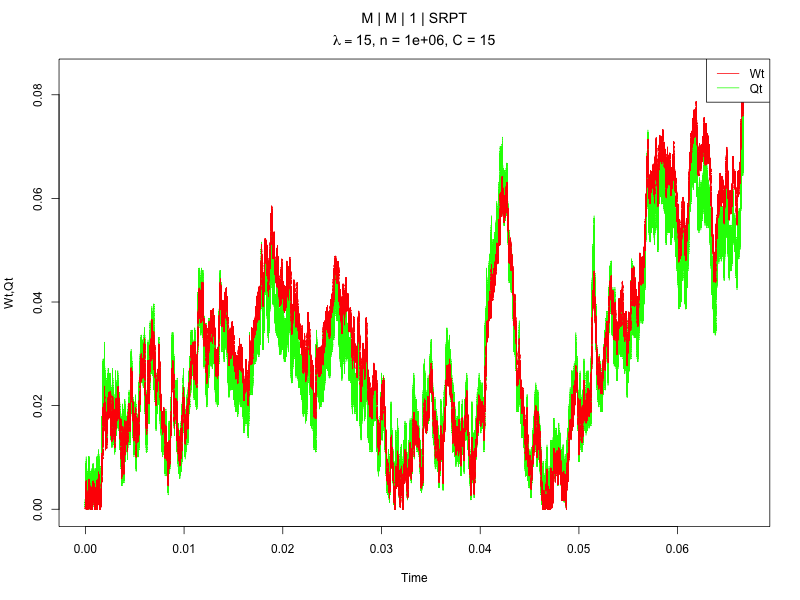 M | M | 1 | SRPT
λ = 15, n = 1e+06, C = 15
Wt
Qt
0.08
0.06
0.04
0.02
0.00
Wt,Qt
0.00 0.01 0.02 0.03 0.04 0.05 0.06
Time